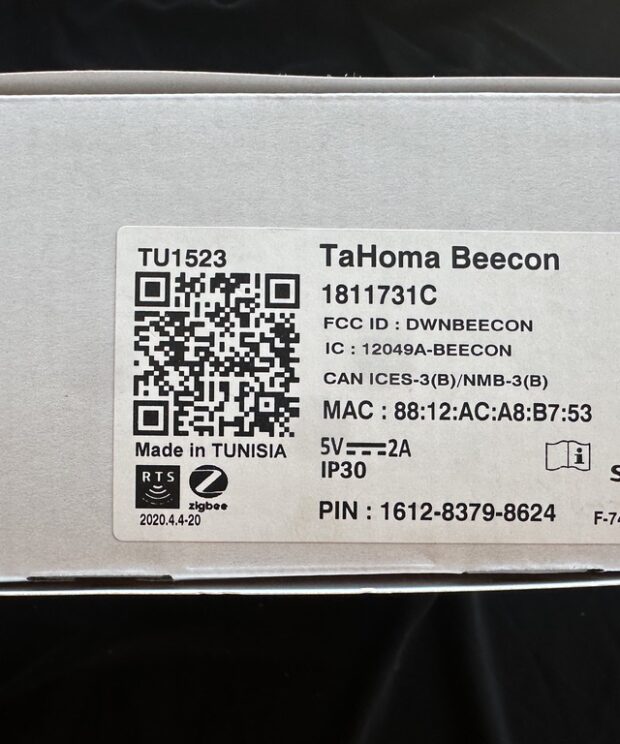 TU1523
Made in TUNISIA
RTS
zigbee
2020.4.4-20
TaHoma Beecon
1811731C
FCC ID : DWNBEECON
IC : 12049A-BEECON
CAN ICES-3(B)/NMB-3(B)
MAC : 88:12:AC:A8:B7:53
5V 2A
IP30
i
PIN : 1612-8379-8624
S
F-74